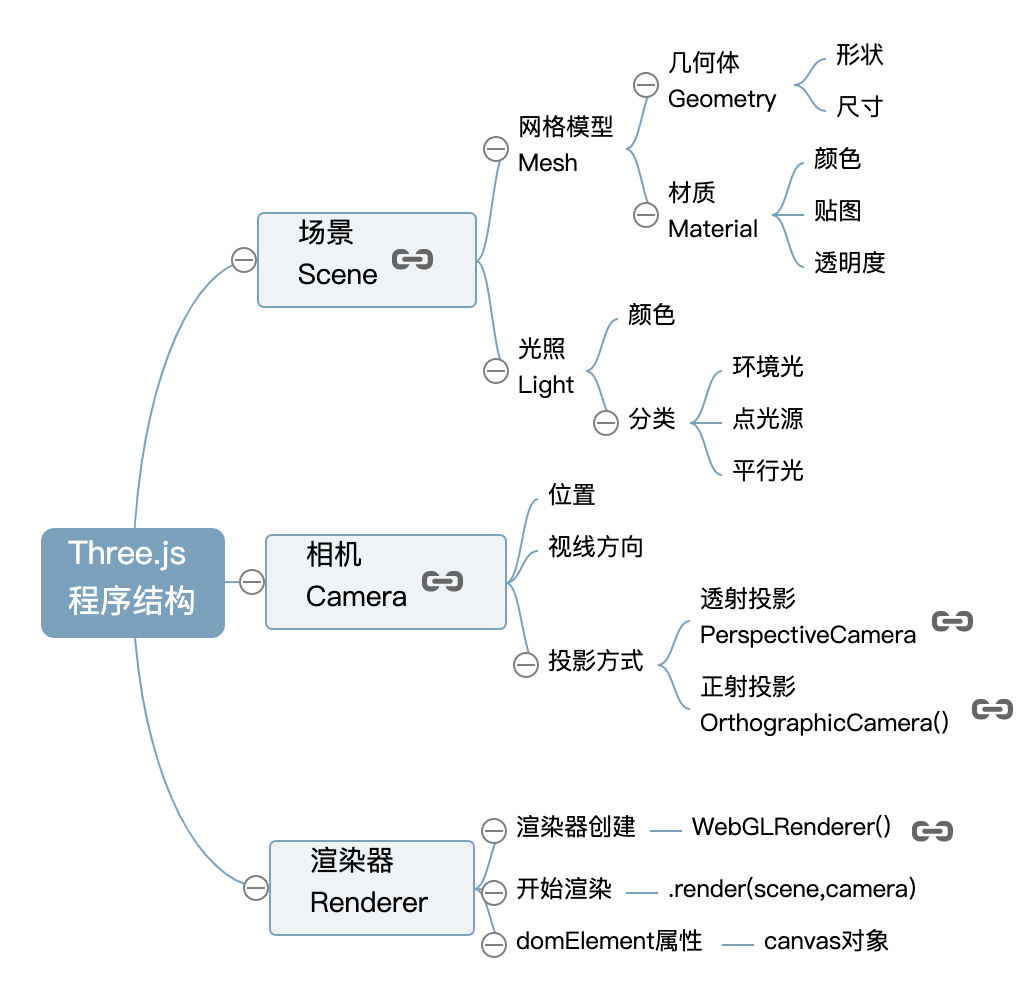 Three.js
程序结构
场景
Scene
网格模型
Mesh
几何体
Geometry
形状
尺寸
材质
Material
颜色
贴图
透明度
光照
Light
颜色
分类
环境光
点光源
平行光
相机
Camera
位置
视线方向
投影方式
透射投影
PerspectiveCamera
正射投影
OrthographicCamera()
渲染器
Renderer
渲染器创建
WebGLRenderer()
开始渲染
.render(scene,camera)
domElement属性
canvas对象